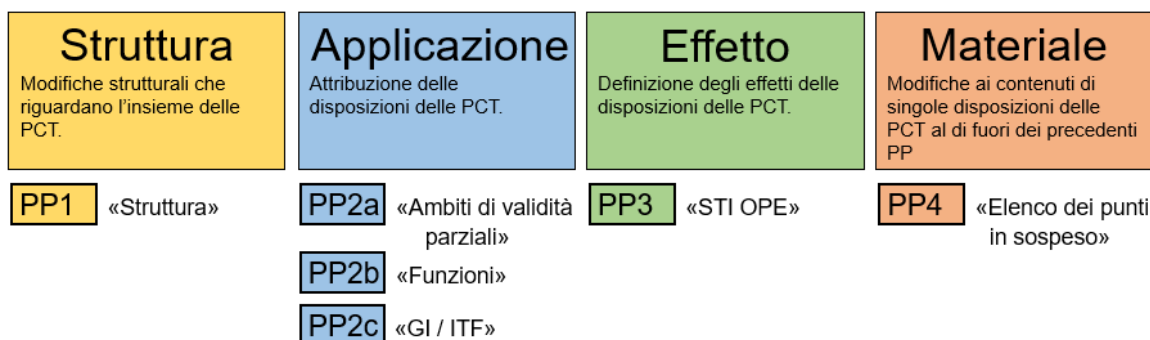 Struttura
Modifiche strutturali che
riguardano l'insieme delle
PCT.
PP1 «Struttura»
Applicazione
Attribuzione delle
disposizioni delle PCT.
PP2a «Ambiti di validità
parziali»
PP2b «Funzioni»
PP2c «GI / ITF»
Effetto
Definizione degli effetti delle
disposizioni delle PCT.
PP3 «STI OPE»
Materiale
Modifiche ai contenuti di
singole disposizioni delle
PCT al di fuori dei precedenti
PP
PP4 «Elenco dei punti
in sospeso»